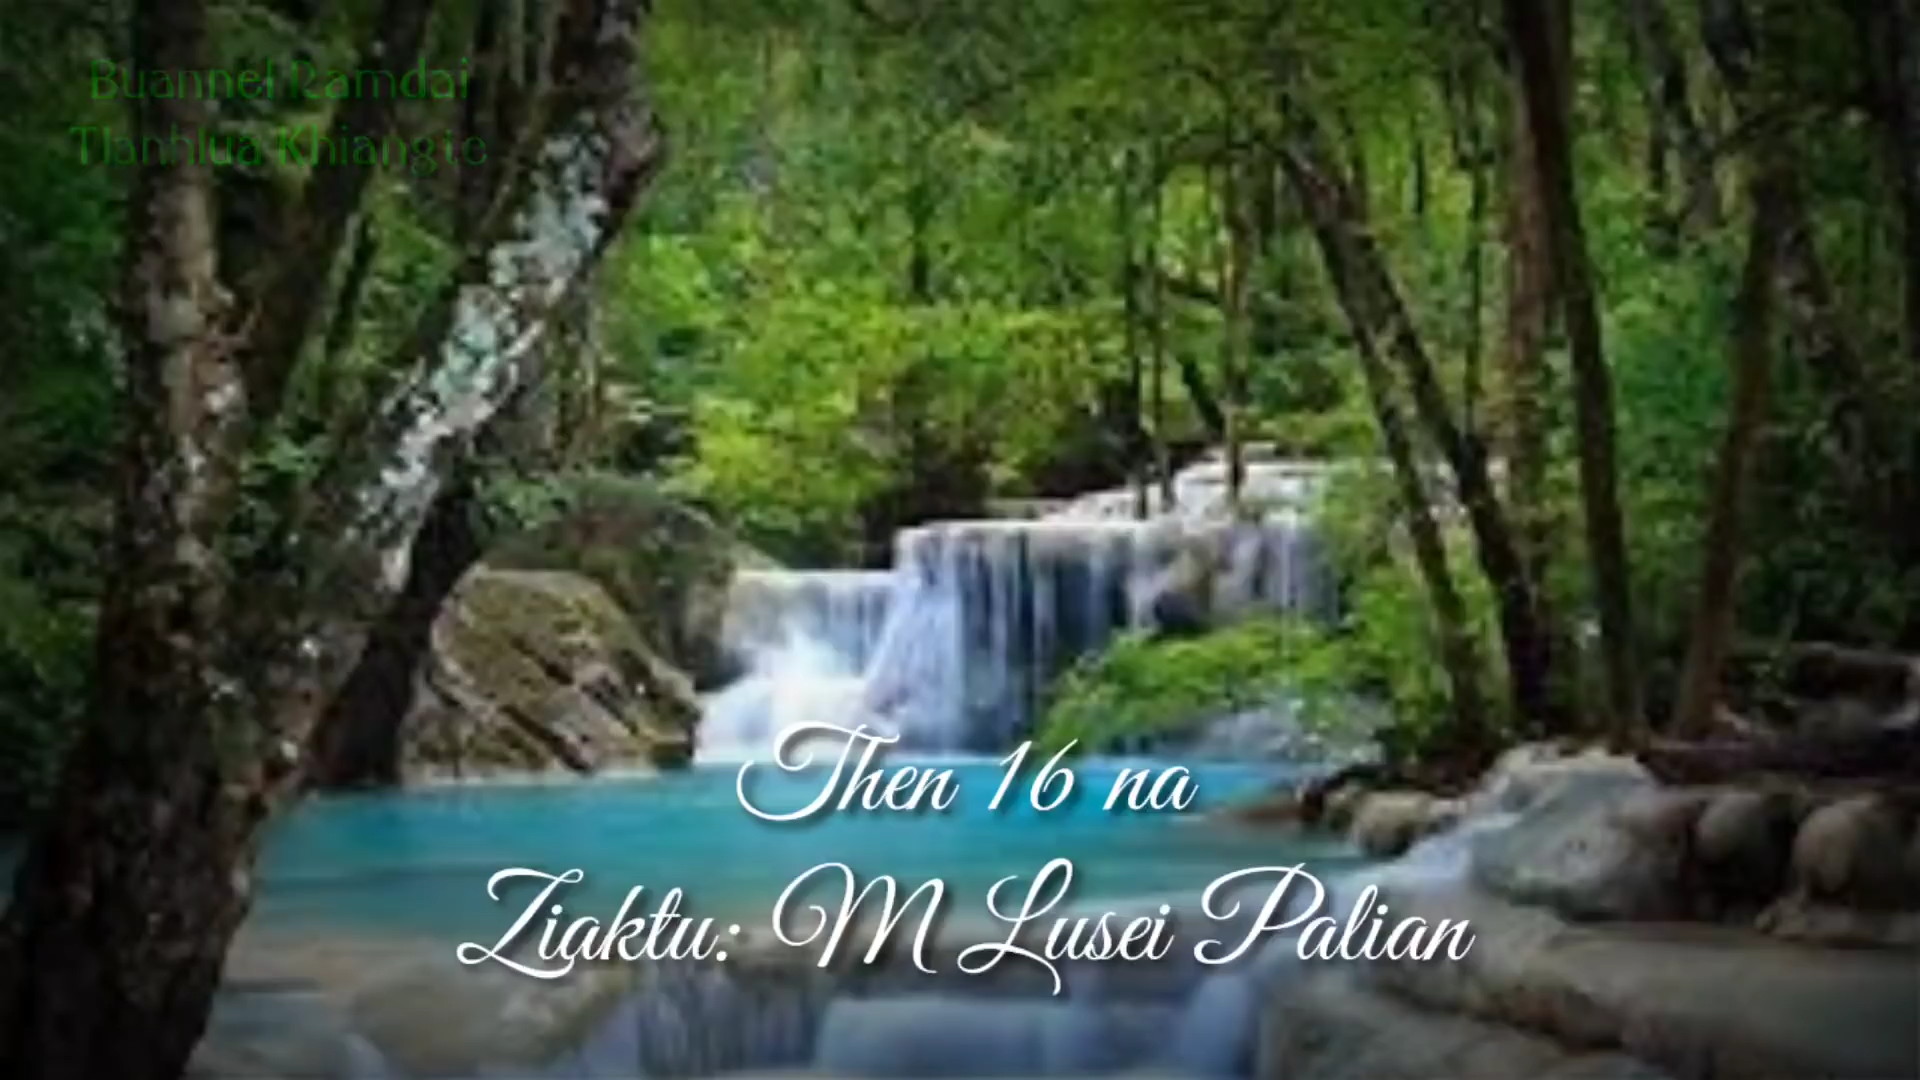 Buannel Ramdai
Tlanhlua Khiangte
Then 16 na
Ziaktu: M Lusei Palian